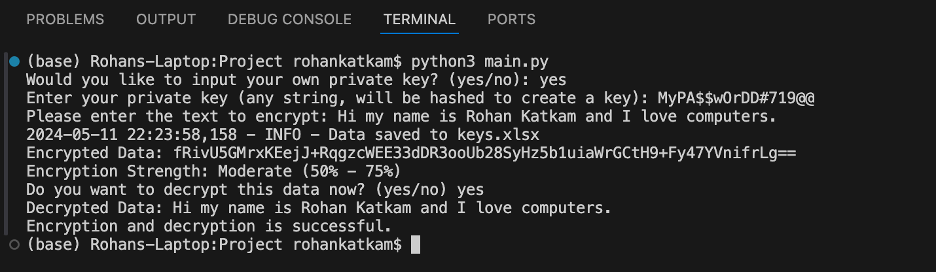 PROBLEMS OUTPUT DEBUG CONSOLE TERMINAL PORTS
(base) Rohans-Laptop:Project rohankatkam$ python3 main.py
Would you like to input your own private key? (yes/no): yes
Enter your private key (any string, will be hashed to create a key): MyPA$$wOrDD#719@@
Please enter the text to encrypt: Hi my name is Rohan Katkam and I love computers.
2024-05-11 22:23:58,158 - INFO - Data saved to keys.xlsx
Encrypted Data: fRivU5GMrxKEejJ+RqgzcWEE33dDR3ooUb28SyHz5b1uiaWrGCtH9+Fy47YVnifrLg==
Encryption Strength: Moderate (50% - 75%)
Do you want to decrypt this data now? (yes/no) yes
Decrypted Data: Hi my name is Rohan Katkam and I love computers.
Encryption and decryption is successful.
(base) Rohans-Laptop:Project rohankatkam$